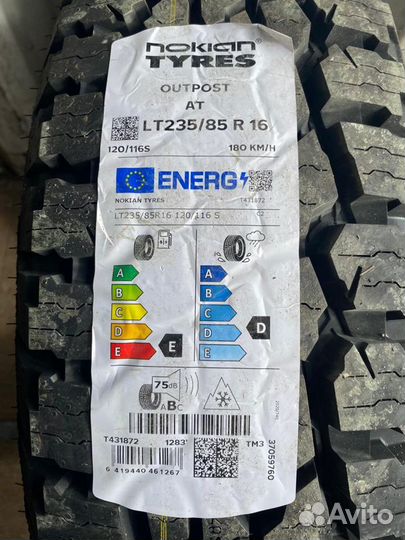 nokian
TYRES
OUTPOST
AT
LT235/85 R 16
120/116S 180 KM/H
ENERG
NOKIAN TYRES T431872
LT235/85R16 120/116 S C2
A
B
C
D
E E
A
B
C
D D
E
75dB
ABC
T431872 1283 TM3
6 419440 461267
37059760
Avito